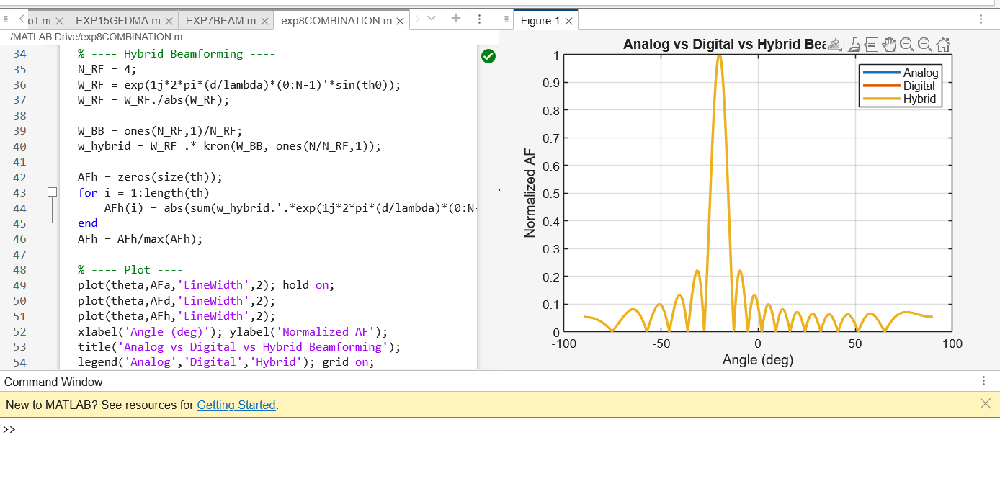 oT.m
EXP15GFDMA.m
EXP7BEAM.m
exp8COMBINATION.m
/MATLAB Drive/exp8COMBINATION.m
34 % ---- Hybrid Beamforming ----
35 N_RF = 4;
36 W_RF = exp(1j*2*pi*(d/lambda)*(0:N-1)'*sin(th0));
37 W_RF = W_RF./abs(W_RF);
38
39 W_BB = ones(N_RF,1)/N_RF;
40 w_hybrid = W_RF .* kron(W_BB, ones(N/N_RF,1));
41
42 AFh = zeros(size(th));
43 for i = 1:length(th)
44 AFh(i) = abs(sum(w_hybrid.'.*exp(1j*2*pi*(d/lambda)*(0:N-
45 end
46 AFh = AFh/max(AFh);
47
48 % ---- Plot ----
49 plot(theta,AFa,'LineWidth',2); hold on;
50 plot(theta,AFd,'LineWidth',2);
51 plot(theta,AFh,'LineWidth',2);
52 xlabel('Angle (deg)'); ylabel('Normalized AF');
53 title('Analog vs Digital vs Hybrid Beamforming');
54 legend('Analog','Digital','Hybrid'); grid on;
Figure 1
Analog vs Digital vs Hybrid Bea
Analog
Digital
Hybrid
1
0.9
0.8
0.7
0.6
0.5
0.4
0.3
0.2
0.1
0
Normalized AF
-100 -50 0 50 100
Angle (deg)
Command Window
New to MATLAB? See resources for Getting Started.
>>